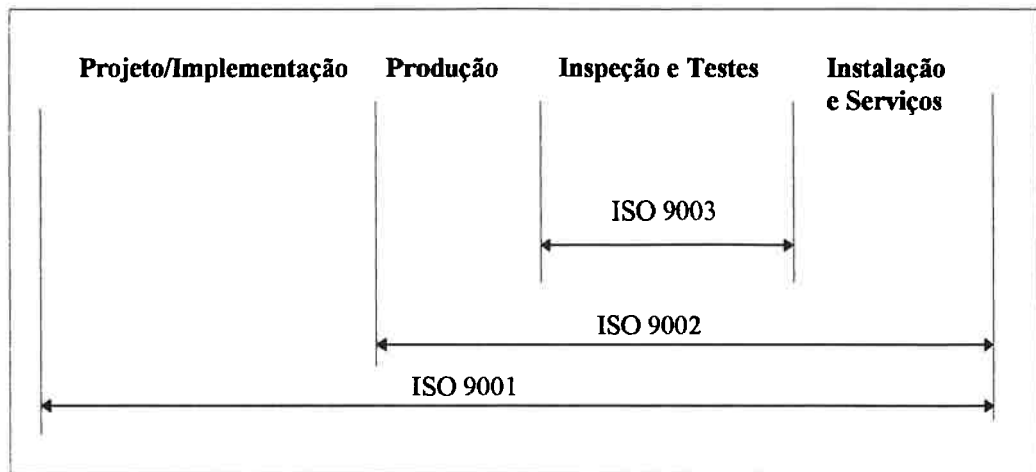 Projeto/Implementação Produção Inspeção e Testes Instalação
e Serviços
ISO 9003
ISO 9002
ISO 9001